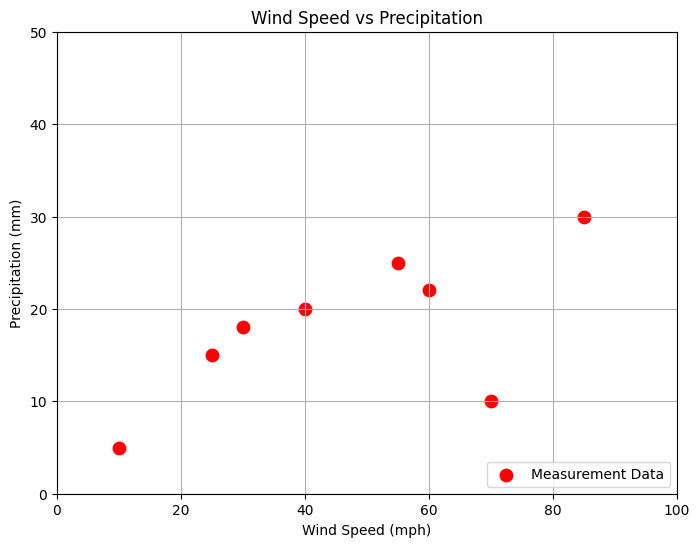 Wind Speed vs Precipitation
50
40
30
20
10
0
Precipitation (mm)
0 20 40 60 80 100
Wind Speed (mph)
Measurement Data